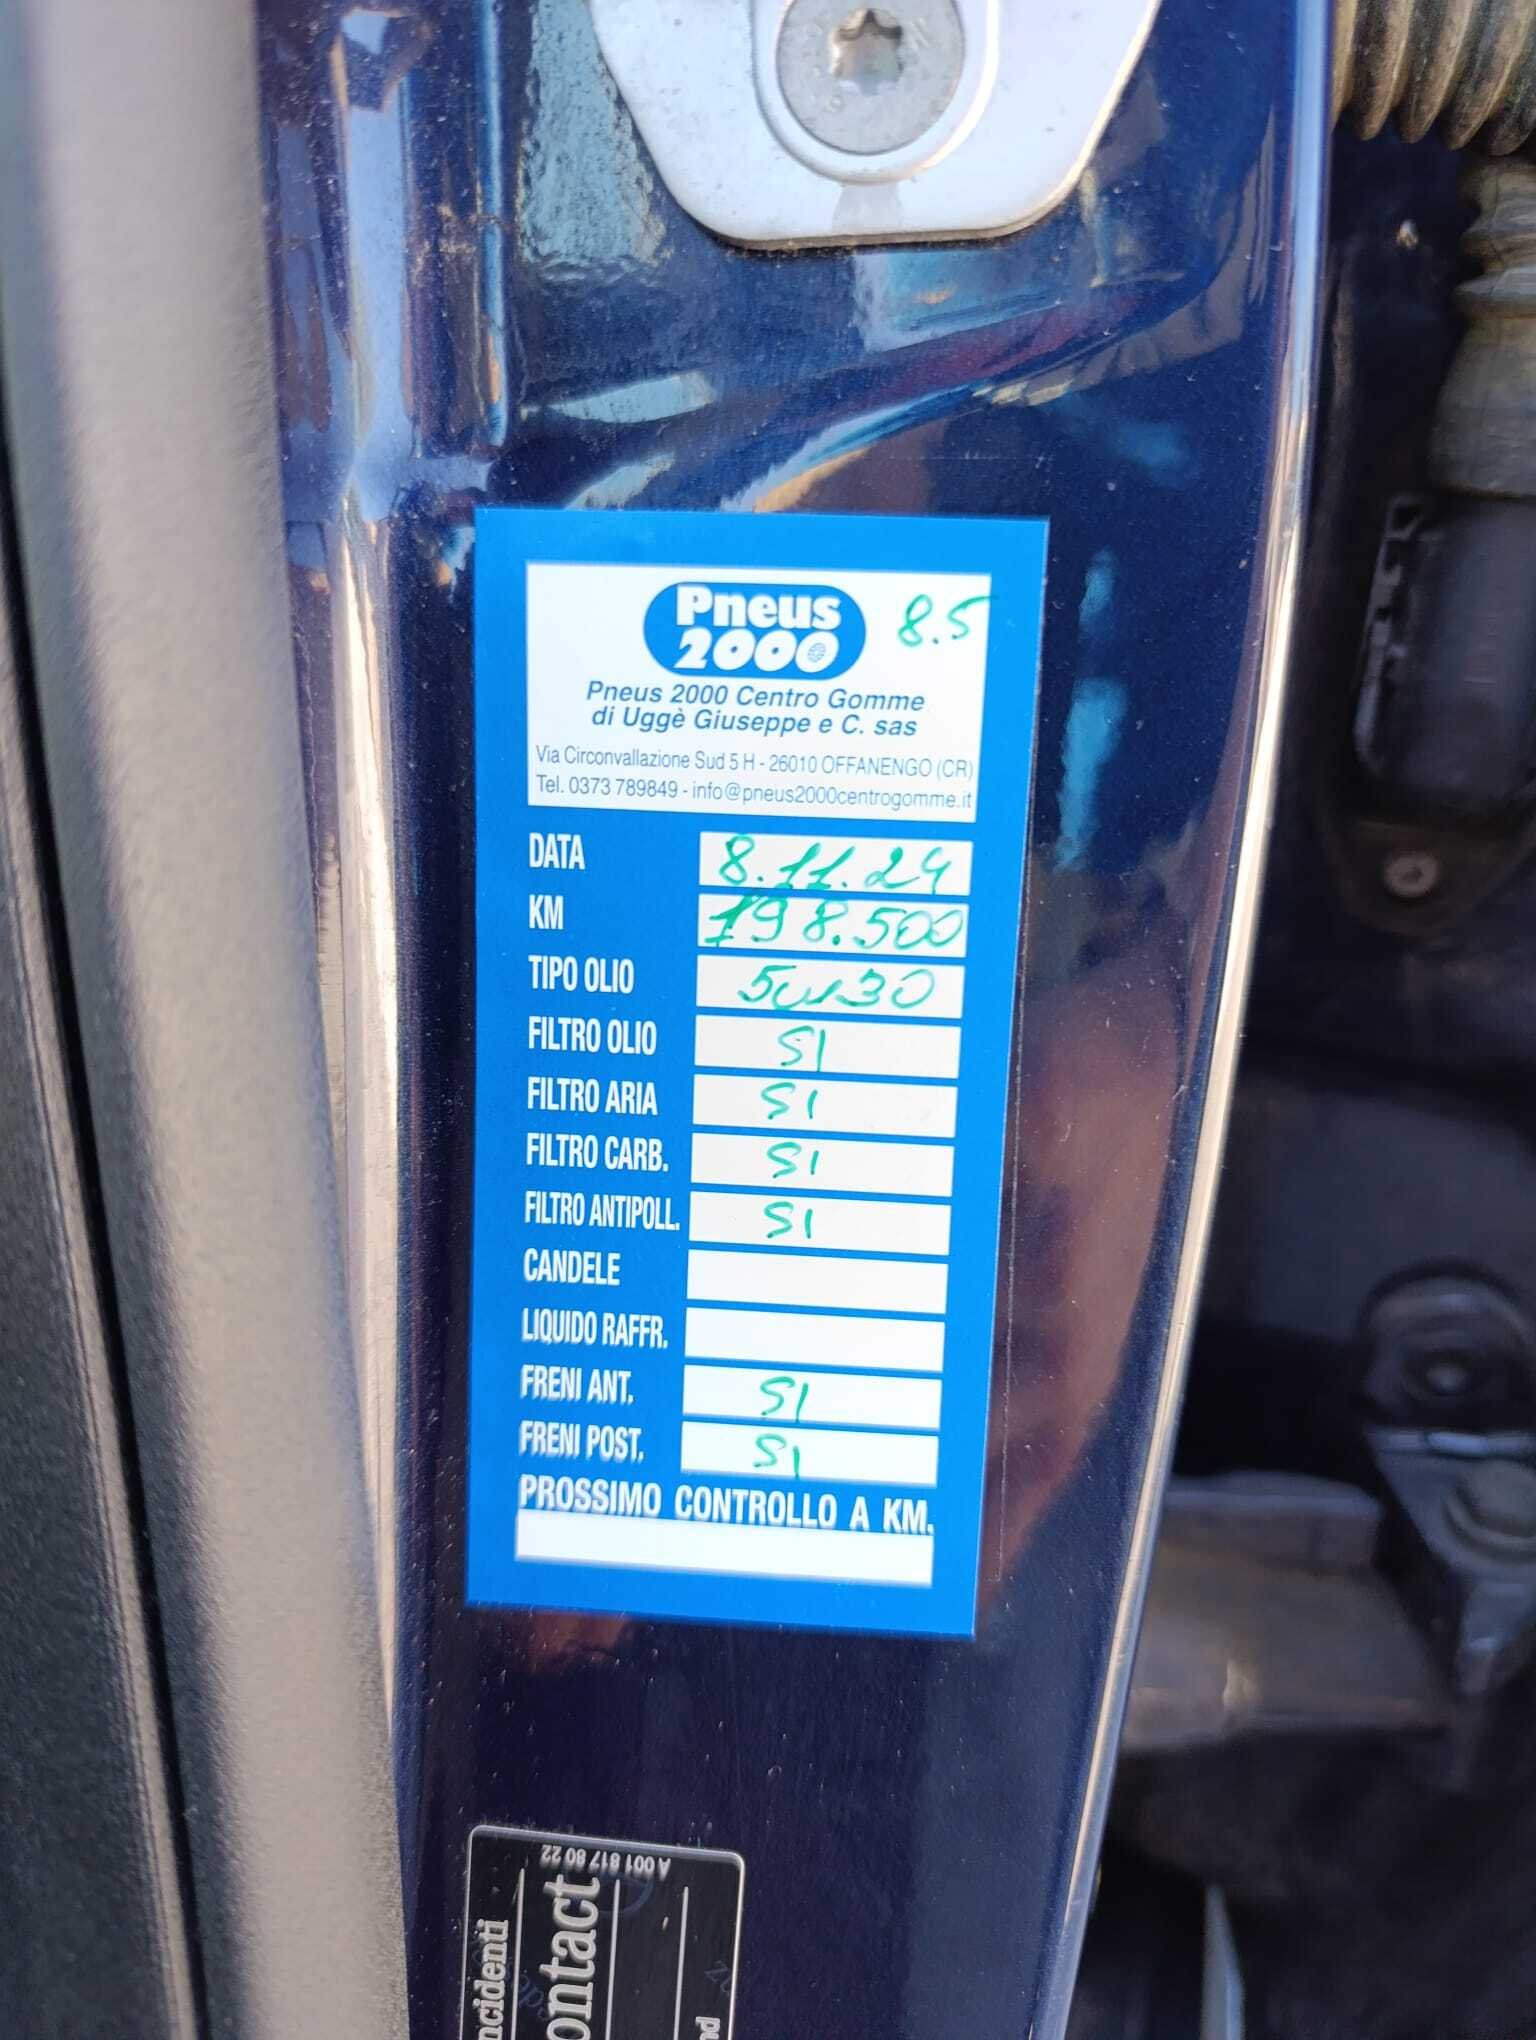 Pneus
2000
8.5
Pneus 2000 Centro Gomme
di Uggè Giuseppe e C. sas
Via Circonvallazione Sud 5 H - 26010 OFFANENGO (CR)
Tel. 0373 789849 - info@pneus2000centrogomme.it
DATA 8.11.24
KM 198.500
TIPO OLIO 5w30
FILTRO OLIO SI
FILTRO ARIA SI
FILTRO CARB. SI
FILTRO ANTIPOLL. SI
CANDELE
LIQUIDO RAFFR.
FRENI ANT. SI
FRENI POST. SI
PROSSIMO CONTROLLO A KM.
A 001 817 80 22